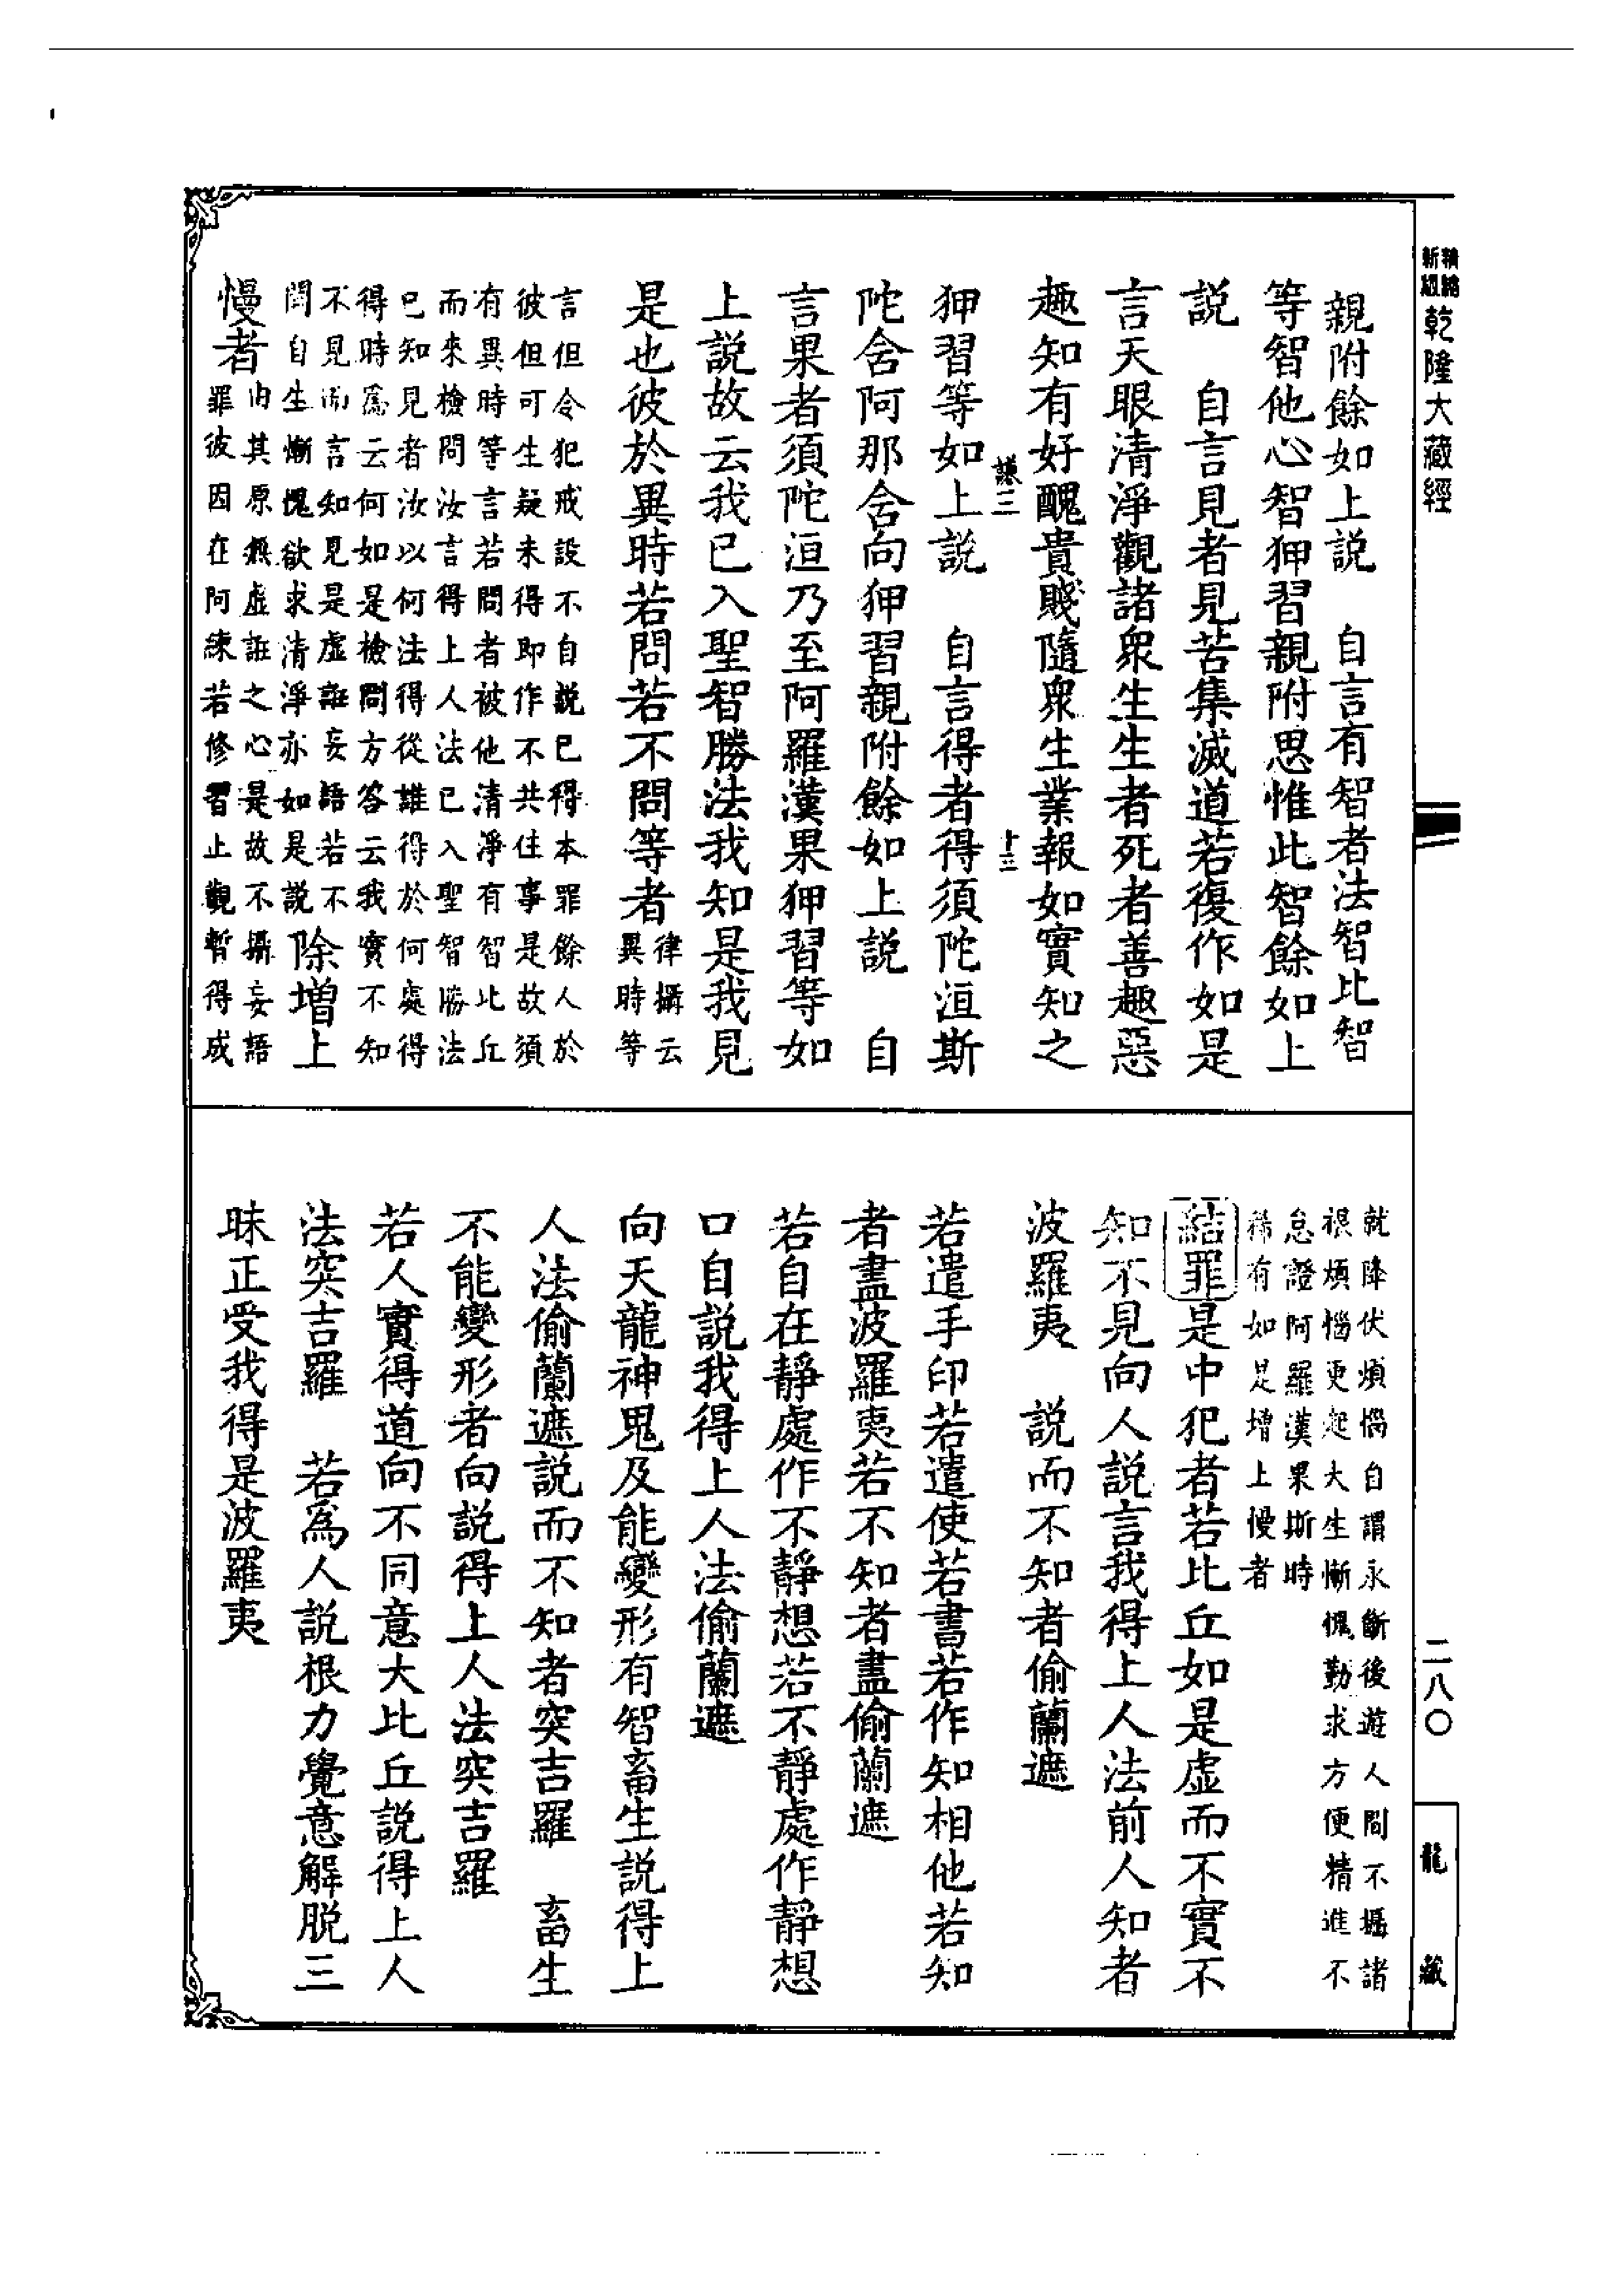 新編縮縮乾隆大藏經
二八〇
龍藏
親附餘如上説　自言有智者法智比智
等智他心智狎習親附思惟此智餘如上
説　自言見者見苦集滅道若復作如是
言天眼清淨觀諸衆生生者死者善趣惡
趣知有好醜貴賤隨衆生業報如實知之
謙三　十三
狎習等如上説　自言得者得須陀洹斯
陀舍阿那舍向狎習親附餘如上説　自
言果者須陀洹乃至阿羅漢果狎習等如
上説故云我已入聖智勝法我知是我見
是也彼於異時若問若不問等者律攝云
異時等
言但令犯戒設不自説已得本罪餘人於
彼但可生疑未得即作不共住事是故須
有異時等言若問者被他清淨有智比丘
而來檢問汝言得上人法已入聖智勝法
已知見者汝以何法得從誰得於何處得
得時爲云何如是檢問方答云我實不知
不見而言知見是虛誑妄語若不
問自生慚愧欲求清淨亦如是説除增上
慢者由其原無虛誑之心是故不攝妄語
罪彼因在阿練若修習止觀暫得成
就降伏煩惱自謂永斷後遊人間不攝諸
根煩惱更起大生慚愧勤求方便精進不
怠證阿羅漢果斯時
稀有如是增上慢者
結罪是中犯者若比丘如是虛而不實不
知不見向人説言我得上人法前人知者
波羅夷　説而不知者偷蘭遮
若遣手印若遣使若書若作知相他若知
者盡波羅夷若不知者盡偷蘭遮
若自在靜處作不靜想若不靜處作靜想
口自説我得上人法偷蘭遮
向天龍神鬼及能變形有智畜生説得上
人法偷蘭遮説而不知者突吉羅　畜生
不能變形者向説得上人法突吉羅
若人實得道向不同意大比丘説得上人
法突吉羅　若爲人説根力覺意解脱三
昧正受我得是波羅夷